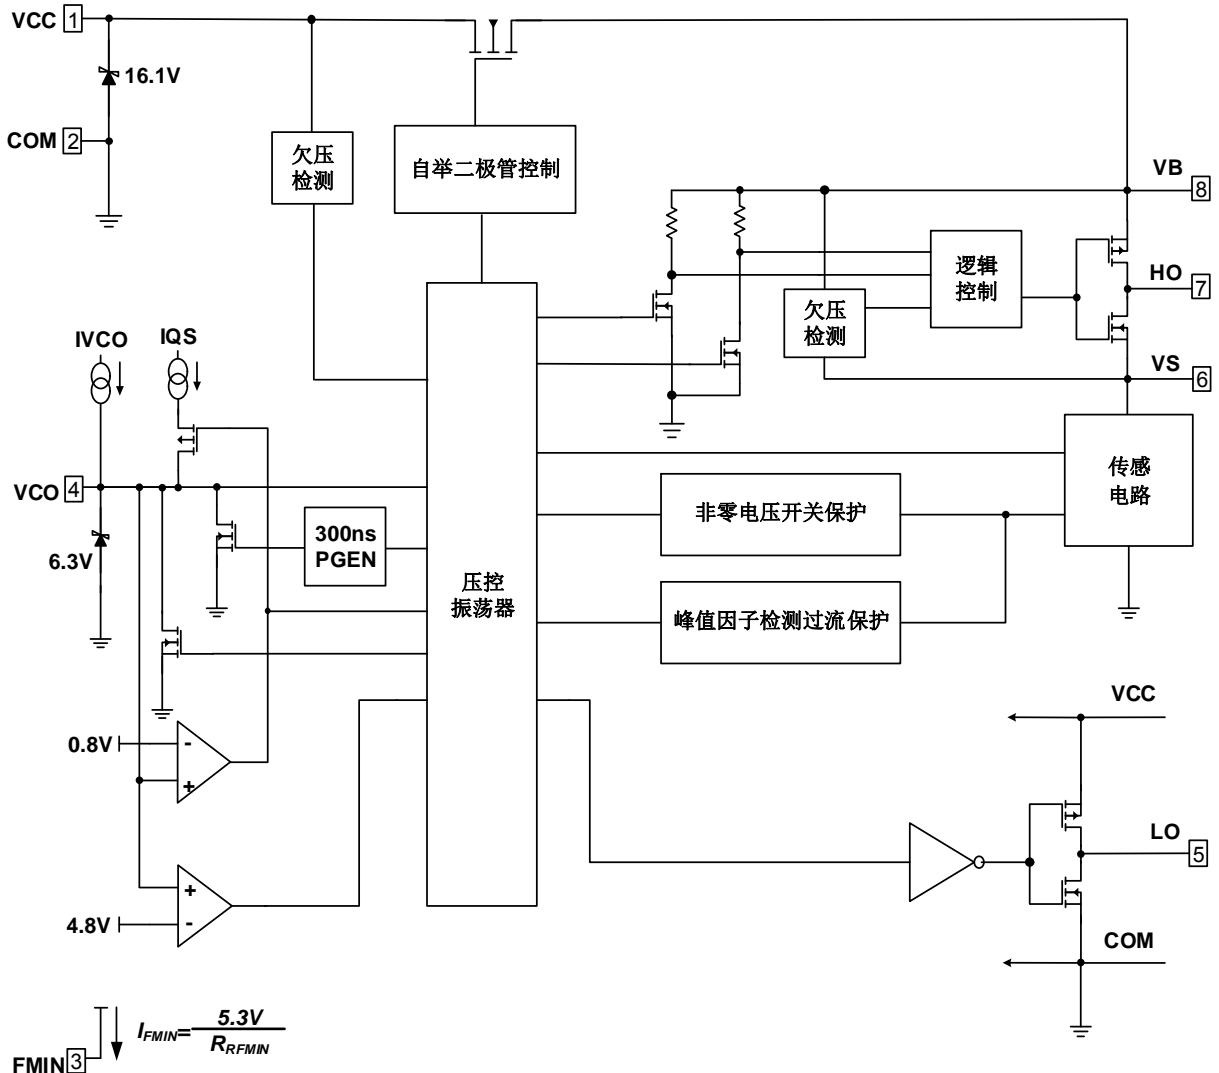 VCC 1
16.1V
COM 2
欠压
检测
自举二极管控制
VB
8
逻辑
控制
HO
7
欠压
检测
VS
6
IVCO
IQS
VCO 4
6.3V
300ns
PGEN
压控
振荡器
非零电压开关保护
峰值因子检测过流保护
传感
电路
0.8V
-
+
4.8V
+
-
VCC
LO
5
COM
FMIN 3
I_FMIN=
5.3V
R_RFMIN